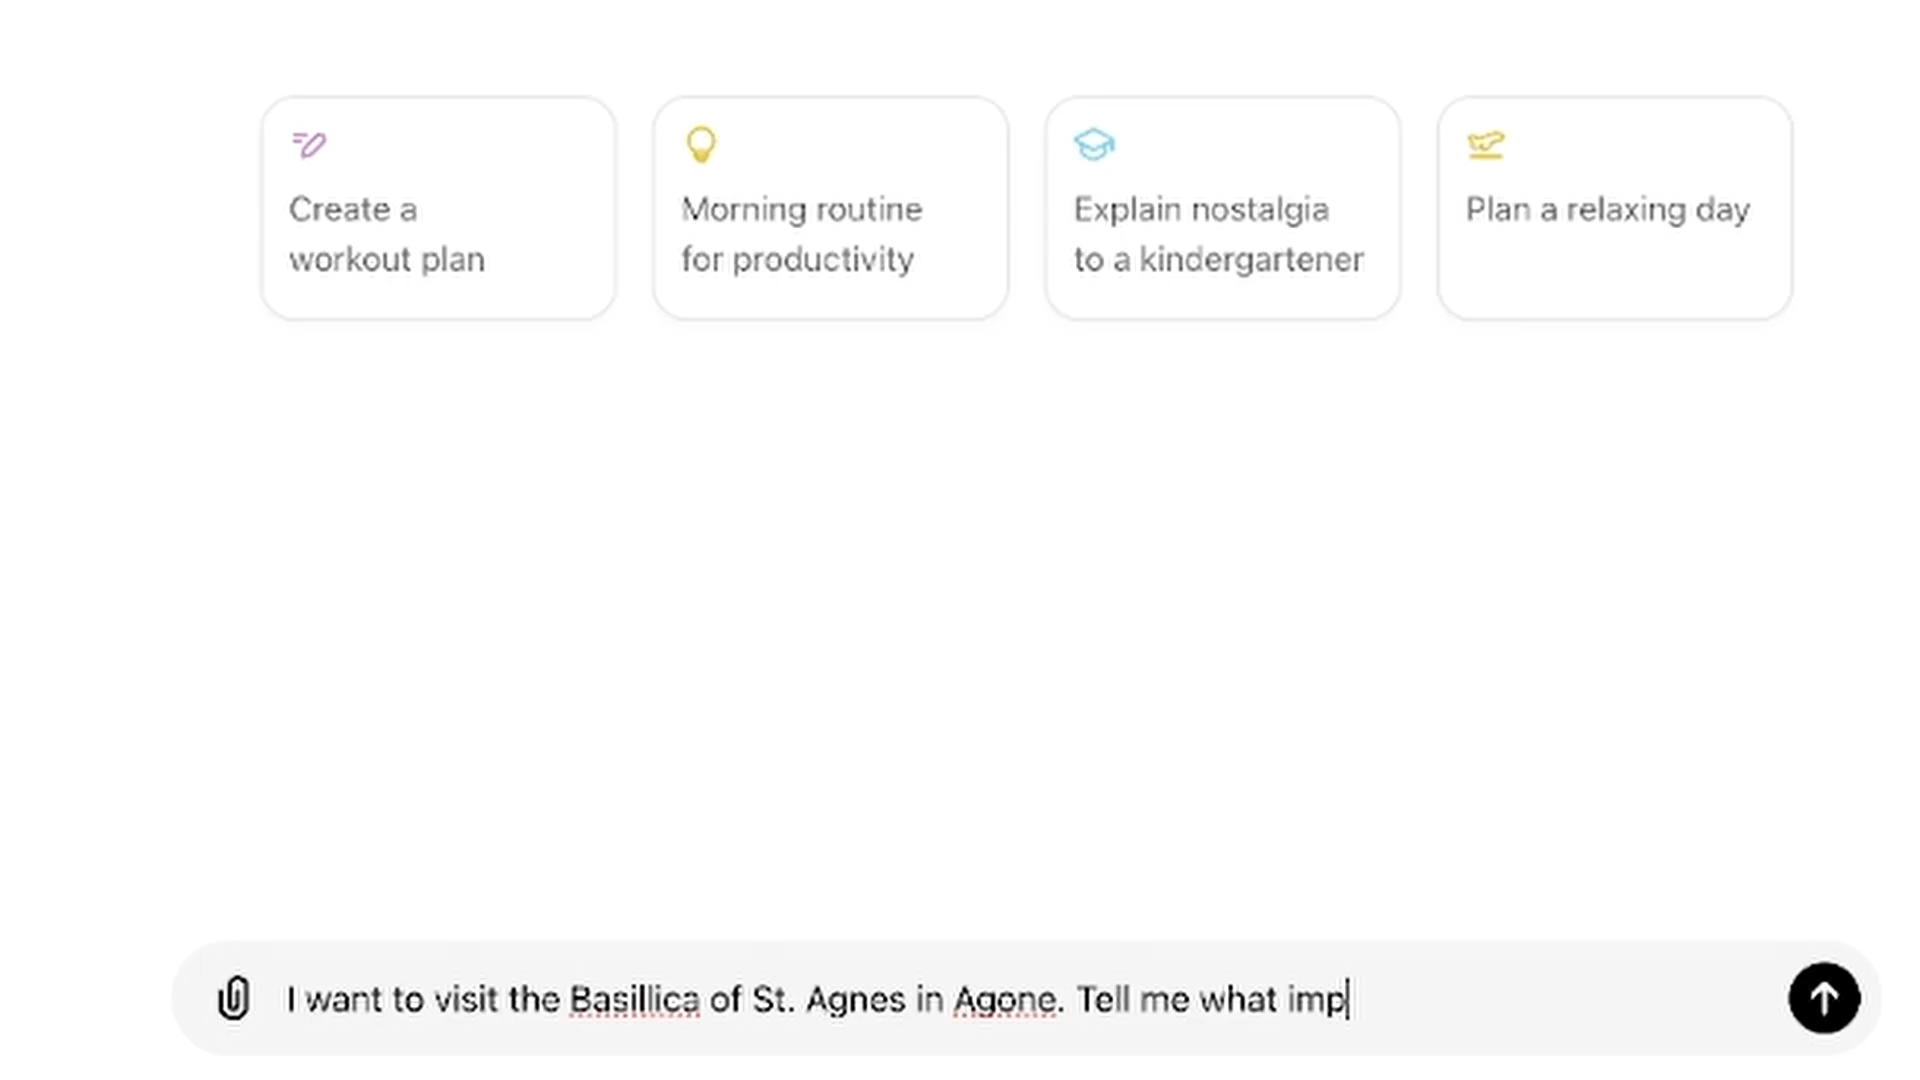 Create a
workout plan
Morning routine
for productivity
Explain nostalgia
to a kindergartener
Plan a relaxing day
I want to visit the Basillica of St. Agnes in Agone. Tell me what imp